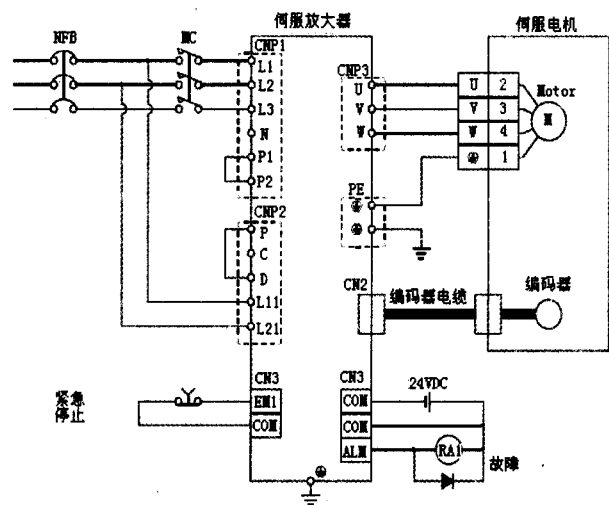 伺服放大器
伺服电机
NFB
MC
CNP1
L1
L2
L3
N
P1
P2
CNP2
P
C
D
L11
L21
CNP3
U
V
W
PE
CN2
U 2
V 3
W 4
1
Motor
M
编码器电缆
编码器
紧急
停止
CN3
EM1
COM
CN3
COM
COM
ALM
24VDC
RA1
故障